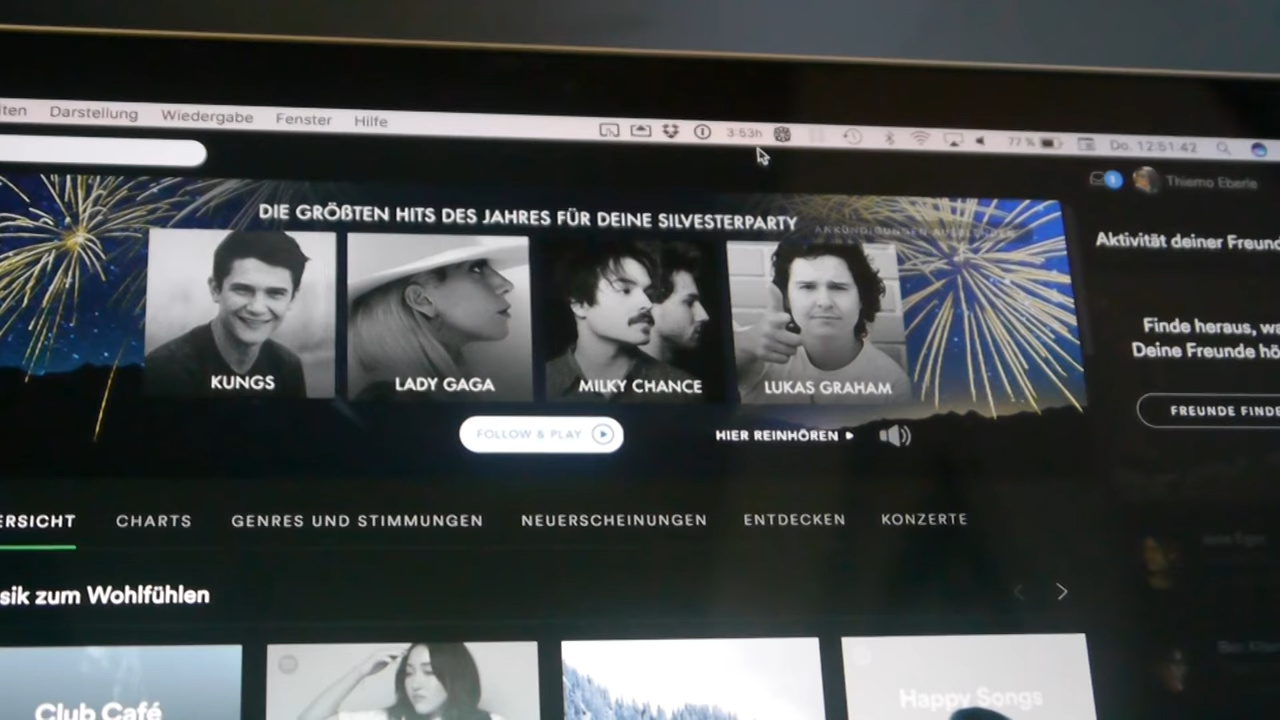 iten Darstellung Wiedergabe Fenster Hilfe 3:53h 77 % Do. 12:51:42
1 Thiemo Eberle
DIE GRÖßTEN HITS DES JAHRES FÜR DEINE SILVESTERPARTY
ANKÜNDIGUNGEN AUSBLENDEN
Aktivität deiner Freund
KUNGS LADY GAGA MILKY CHANCE LUKAS GRAHAM
Finde heraus, wa
Deine Freunde hö
FREUNDE FINDE
FOLLOW & PLAY HIER REINHÖREN
ERSICHT CHARTS GENRES UND STIMMUNGEN NEUERSCHEINUNGEN ENTDECKEN KONZERTE
sik zum Wohlfühlen
Club Café
Happy Songs